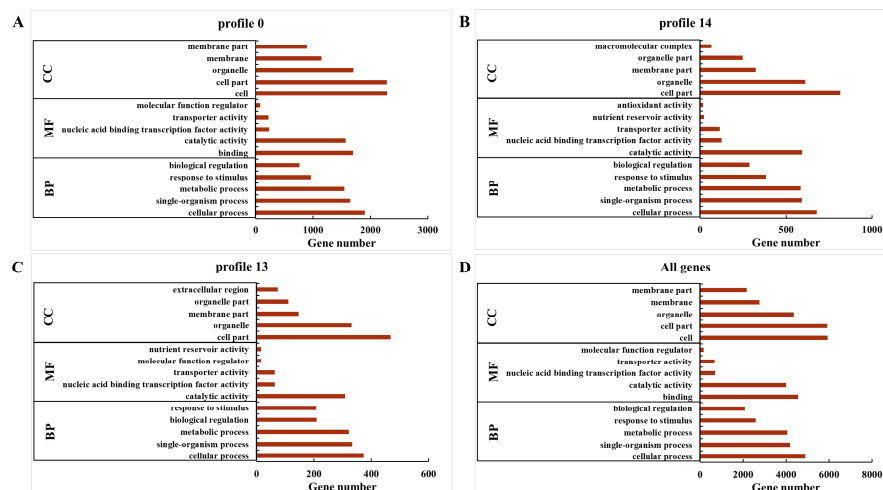 A
profile 0
CC
membrane part
membrane
organelle
cell part
cell
MF
molecular function regulator
transporter activity
nucleic acid binding transcription factor activity
catalytic activity
binding
BP
biological regulation
response to stimulus
metabolic process
single-organism process
cellular process
0 1000 2000 3000
Gene number
B
profile 14
CC
macromolecular complex
organelle part
membrane part
organelle
cell part
MF
antioxidant activity
nutrient reservoir activity
transporter activity
nucleic acid binding transcription factor activity
catalytic activity
BP
biological regulation
response to stimulus
metabolic process
single-organism process
cellular process
0 500 1000
Gene number
C
profile 13
CC
extracellular region
organelle part
membrane part
organelle
cell part
MF
nutrient reservoir activity
molecular function regulator
transporter activity
nucleic acid binding transcription factor activity
catalytic activity
BP
response to stimulus
biological regulation
metabolic process
single-organism process
cellular process
0 200 400 600
Gene number
D
All genes
CC
membrane part
membrane
organelle
cell part
cell
MF
molecular function regulator
transporter activity
nucleic acid binding transcription factor activity
catalytic activity
binding
BP
biological regulation
response to stimulus
metabolic process
single-organism process
cellular process
0 2000 4000 6000 8000
Gene number